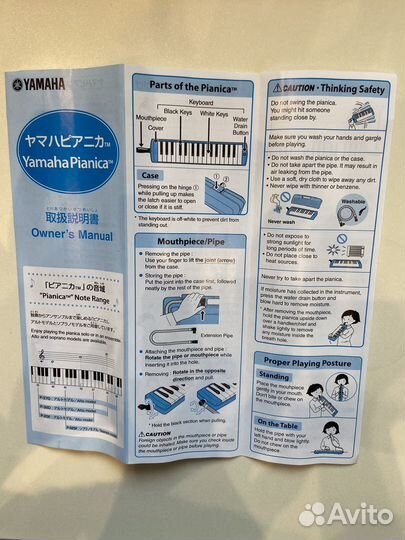 YAMAHA
ヤマハピアニカTM
Yamaha PianicaTM
取扱説明書
Owner's Manual
「ピアニカ」の音域
"Pianica™" Note Range
Enjoy playing the pianica solo or in an ensemble.
Alto and soprano models are available.
Parts of the Pianica™
Keyboard
Black Keys
White Keys
Water
Drain
Button
Mouthpiece
Cover
Case
Pressing on the hinge ①
while pulling up makes
the latch easier to open
or close if it is stiff.
* The keyboard is off-white to prevent dirt from
standing out.
Mouthpiece/Pipe
● Removing the pipe :
Use your finger to lift the joint (arrow)
from the case.
● Storing the pipe :
Put the joint into the case first, followed
neatly by the rest of the pipe.
Extension Pipe
● Attaching the mouthpiece and pipe :
Rotate the pipe or mouthpiece while
inserting it into the hole.
● Removing : Rotate in the opposite
direction and pull.
* Hold the black section when pulling.
⚠CAUTION
Foreign objects in the mouthpiece or pipe
could be inhaled. Make sure you check inside
the mouthpiece or pipe before playing.
⚠CAUTION • Thinking Safety
Do not swing the pianica.
You might hit someone
standing close by.
Make sure you wash your hands and gargle
before playing.
● Do not wash the pianica or the case.
● Do not take apart the pipe. It may result in
air leaking from the pipe.
● Use a soft, dry cloth to wipe away any dirt.
● Never wipe with thinner or benzene.
Washable
Never wash
● Do not expose to
strong sunlight for
long periods of time.
● Do not place close to
heat sources.
Never try to take apart the pianica.
If moisture has collected in the instrument,
press the water drain button and
blow hard to remove moisture.
* After removing moisture,
hold the pianica upside down
over a handkerchief and
shake lightly to remove
any moisture inside the
breath hole.
Proper Playing Posture
Standing
Place the mouthpiece
gently in your mouth.
Don't bite or chew on
the mouthpiece.
On the Table
Hold the pipe with your
left hand and blow lightly.
Do not chew on the
mouthpiece.
Avito